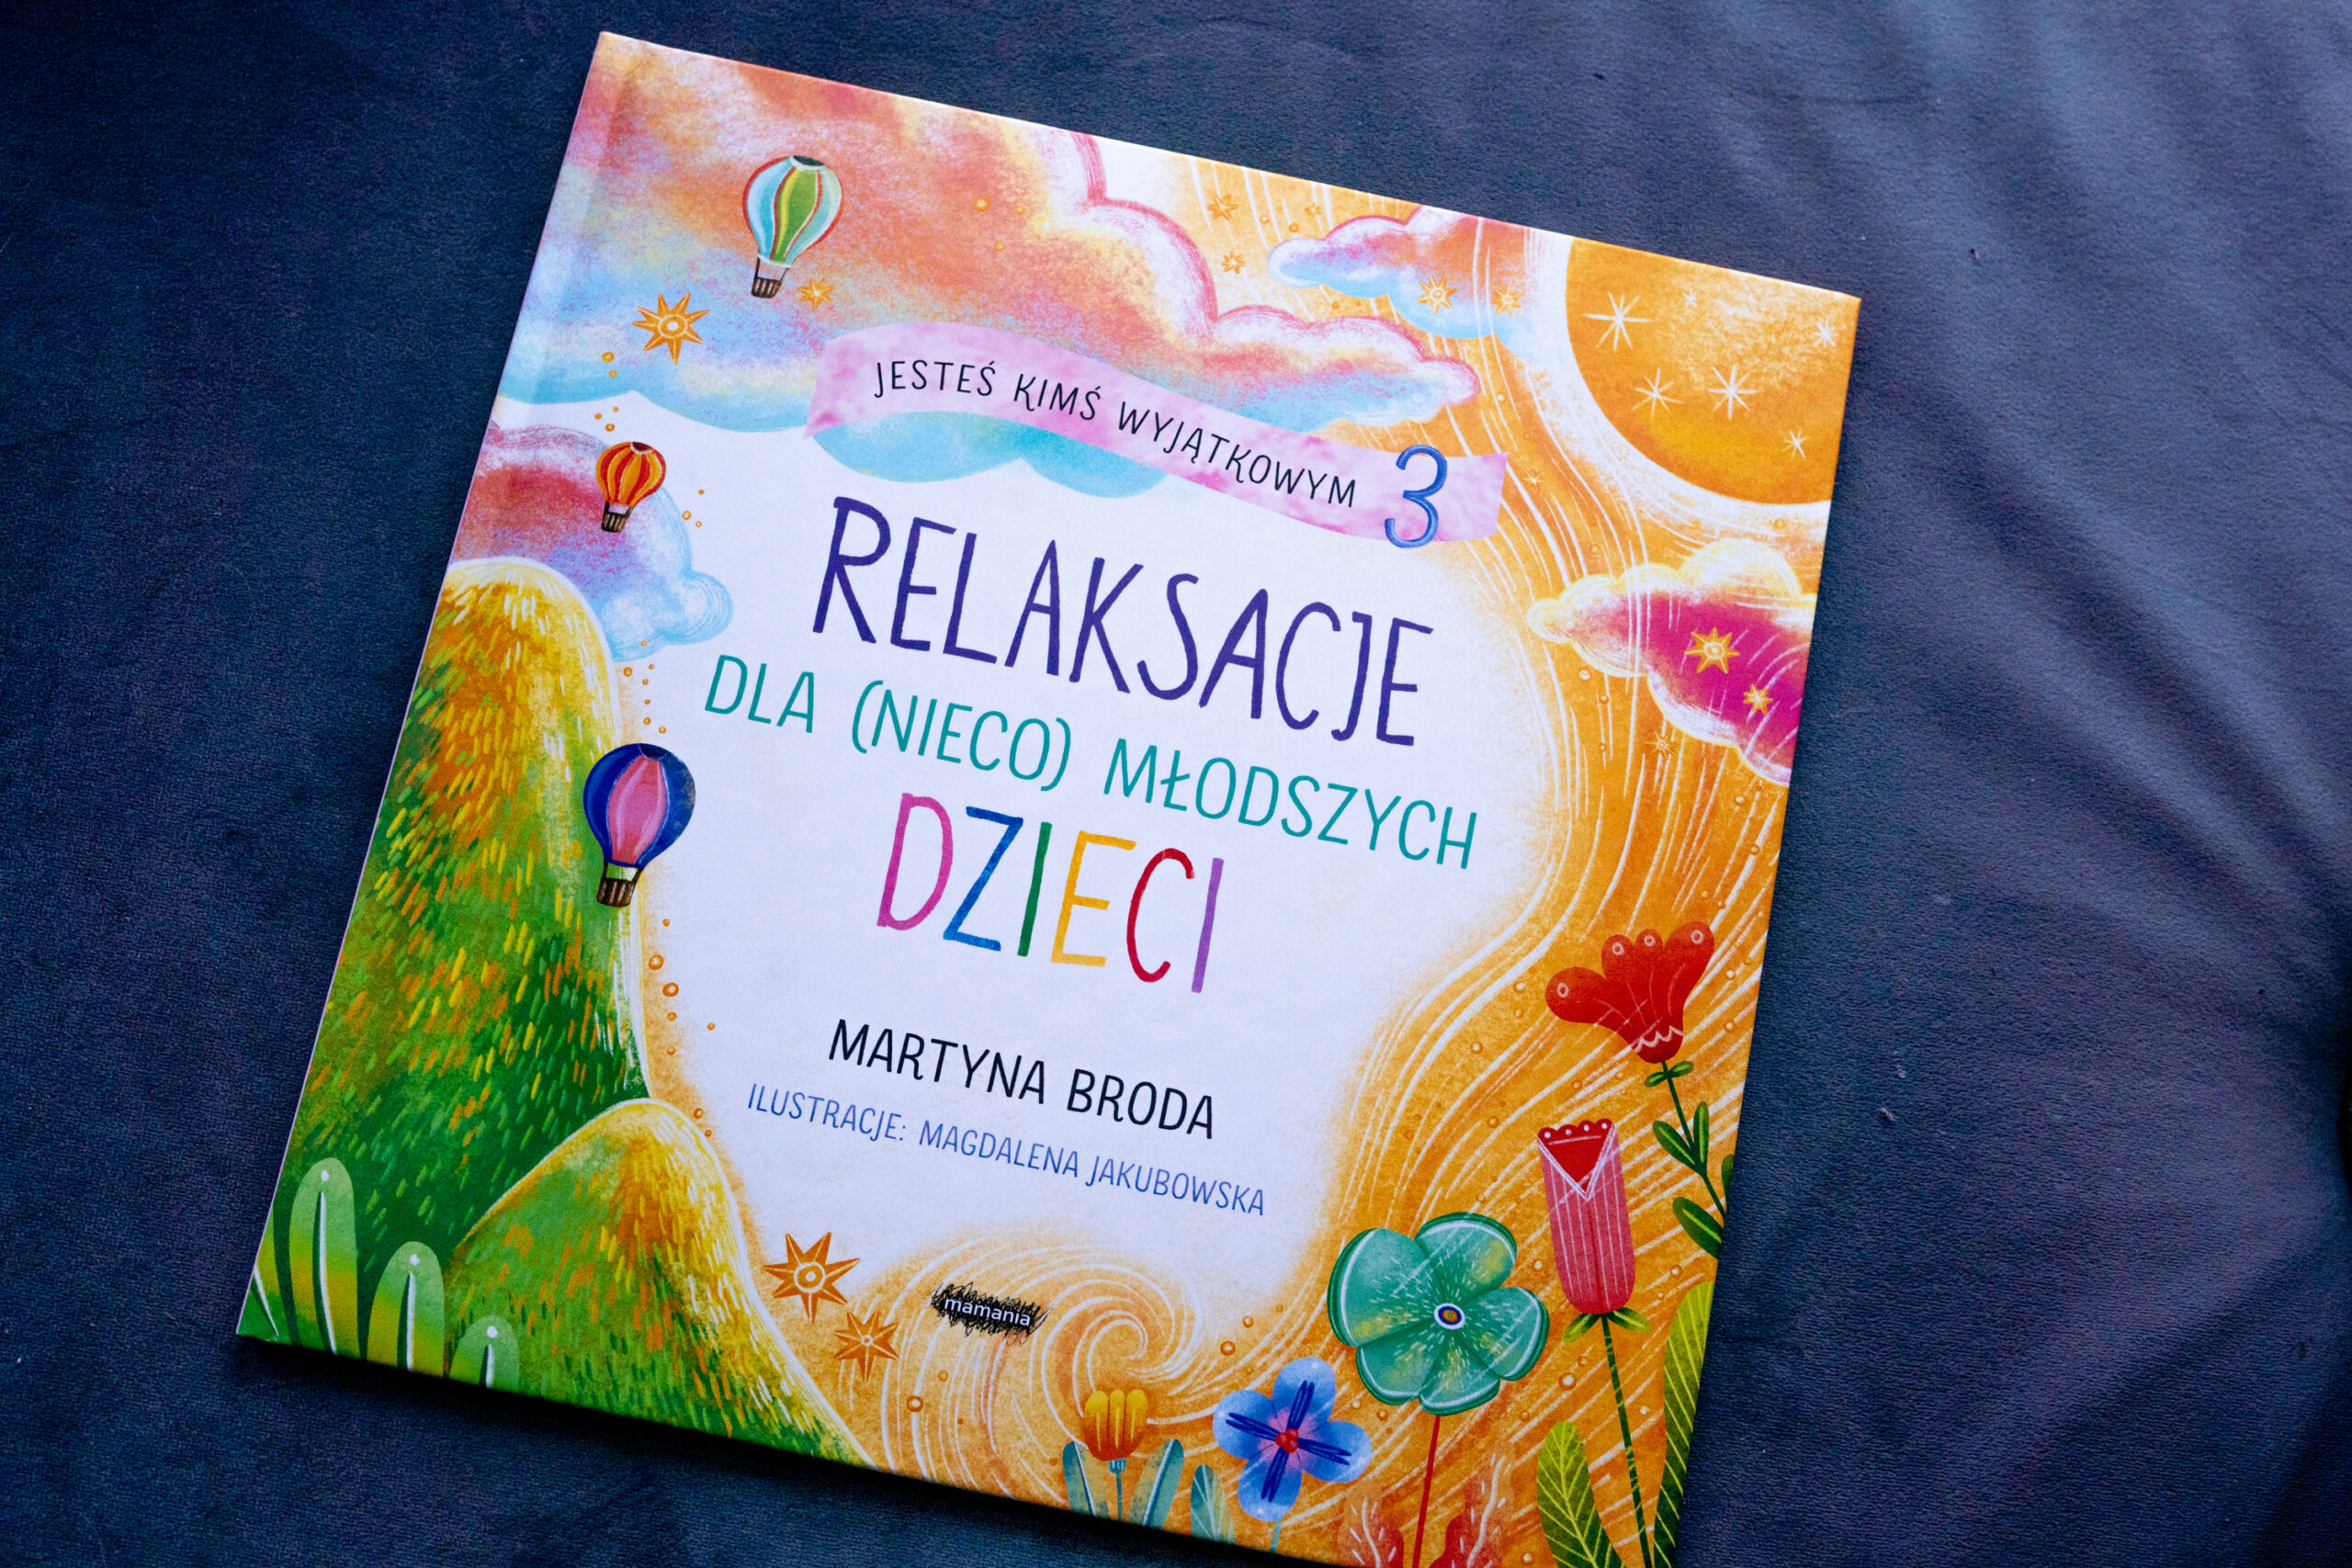 JESTEŚ KIMŚ WYJĄTKOWYM 3
RELAKSACJE
DLA (NIECO) MŁODSZYCH
DZIECI
MARTYNA BRODA
ILUSTRACJE: MAGDALENA JAKUBOWSKA
mamania